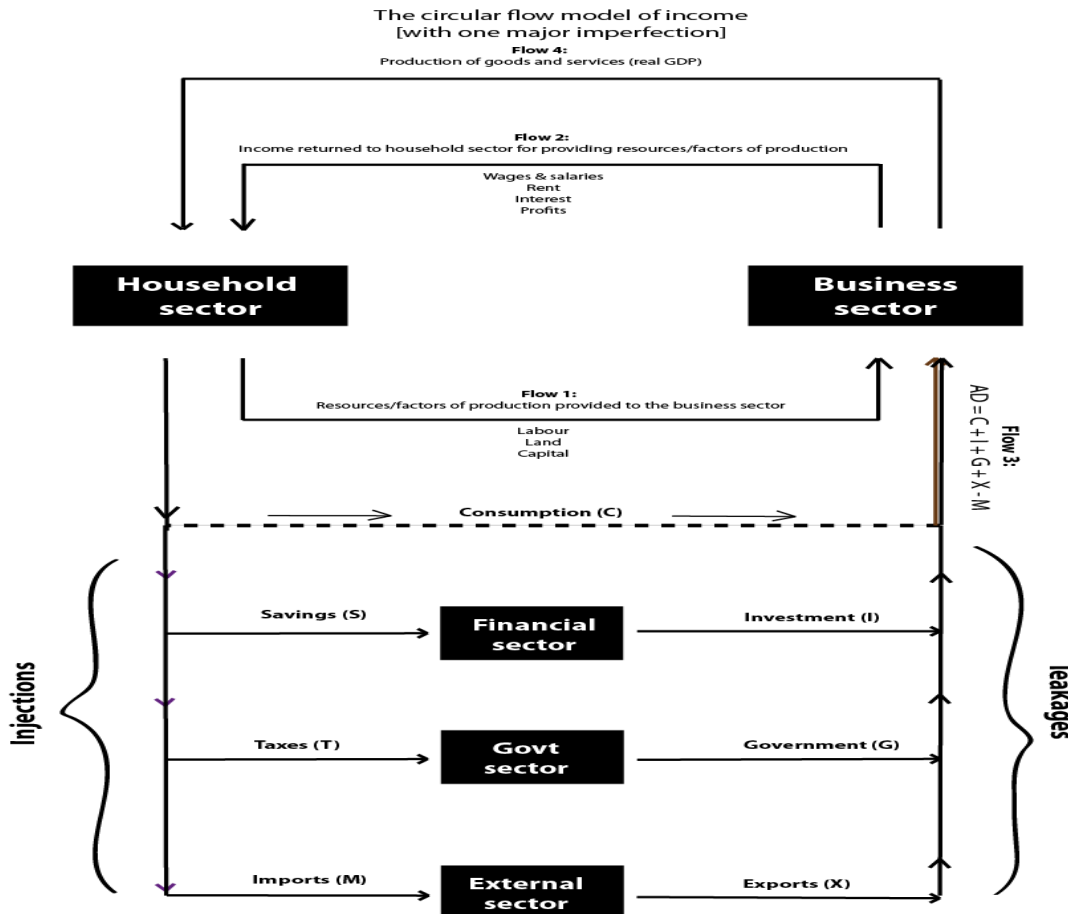 The circular flow model of income
[with one major imperfection]
Flow 4:
Production of goods and services (real GDP)
Flow 2:
Income returned to household sector for providing resources/factors of production
Wages & salaries
Rent
Interest
Profits
Household
sector
Business
sector
Flow 1:
Resources/factors of production provided to the business sector
Labour
Land
Capital
Flow 3:
AD = C + I + G + X - M
Consumption (C)
Injections
leakages
Savings (S)
Financial
sector
Investment (I)
Taxes (T)
Govt
sector
Government (G)
Imports (M)
External
sector
Exports (X)